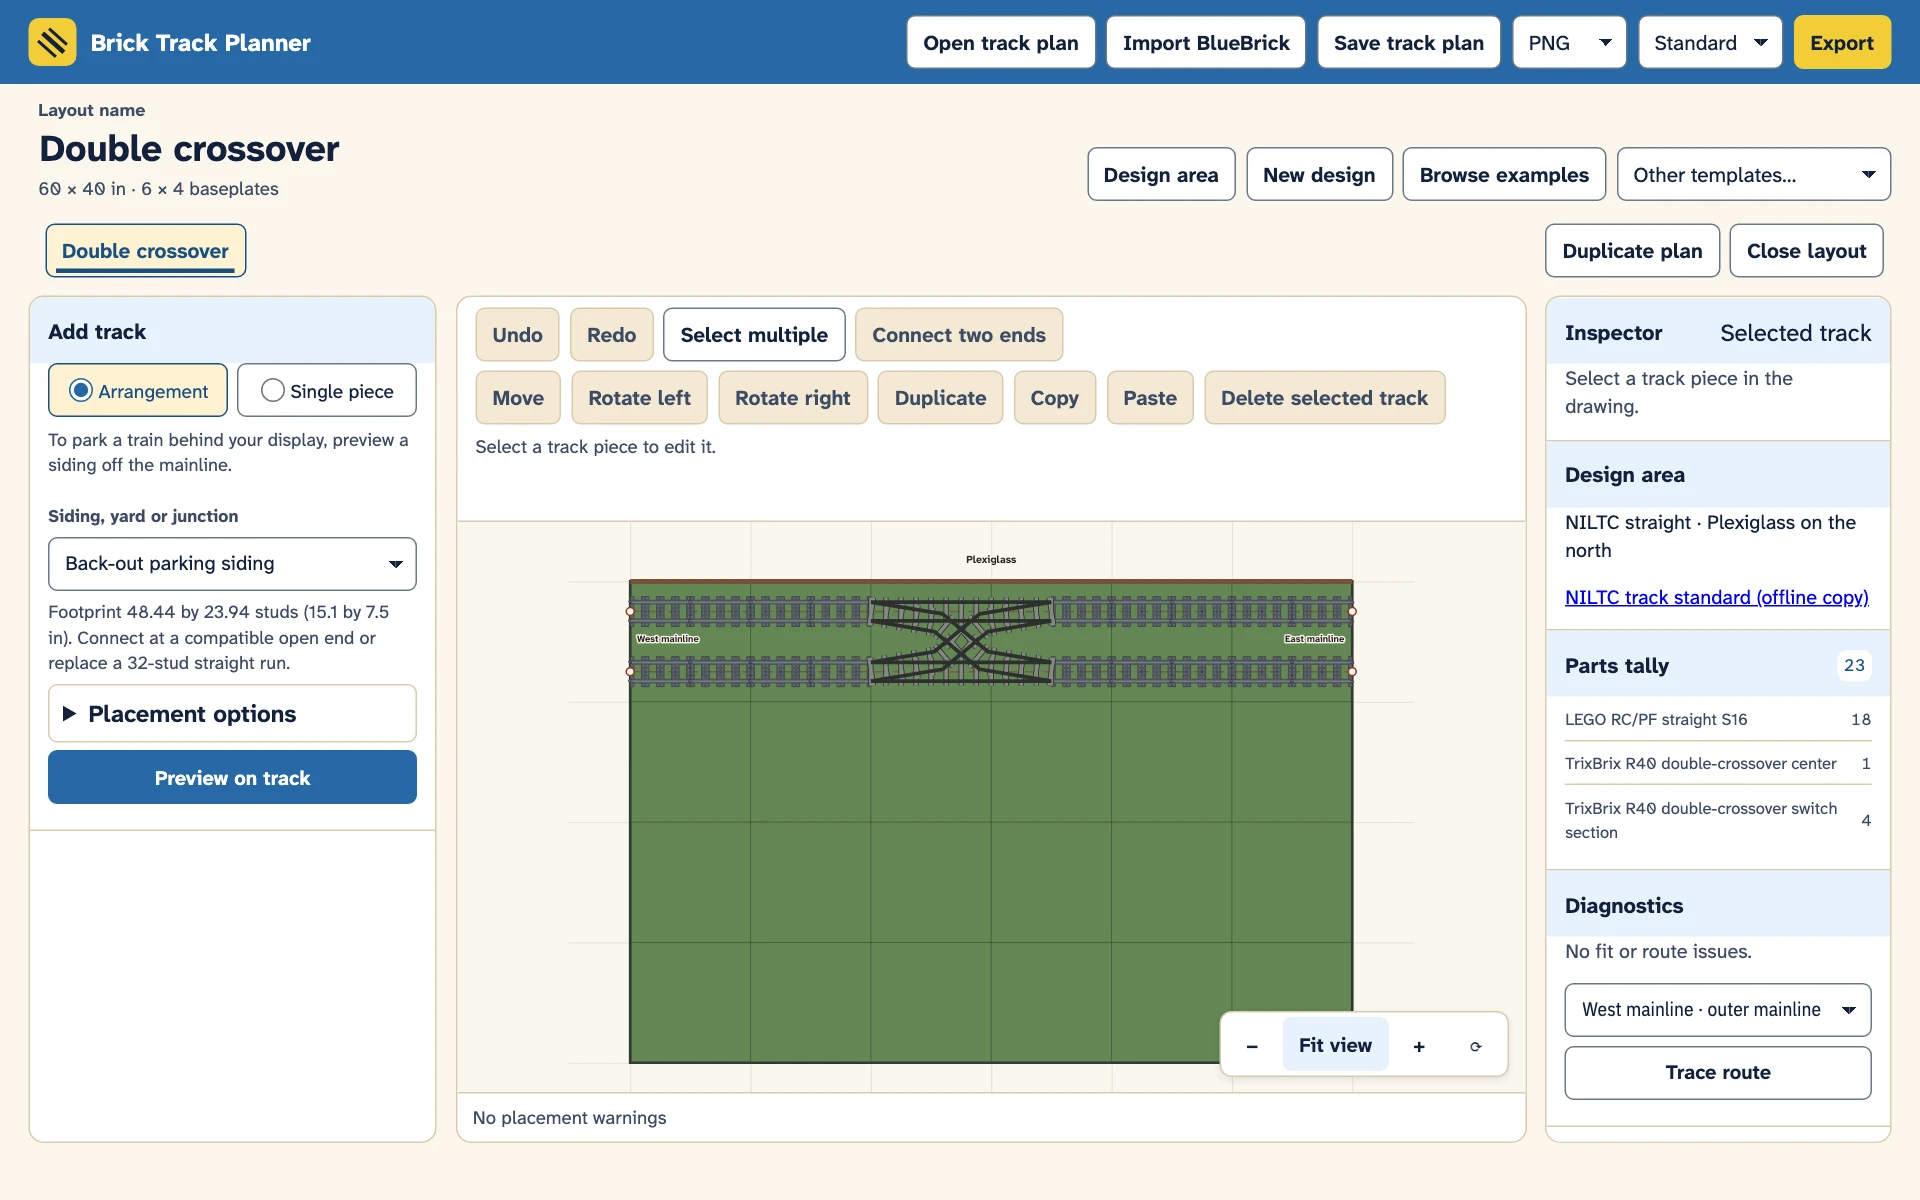 Brick Track Planner
Open track plan
Import BlueBrick
Save track plan
PNG
Standard
Export
Layout name
Double crossover
60 × 40 in · 6 × 4 baseplates
Design area
New design
Browse examples
Other templates...
Double crossover
Duplicate plan
Close layout
Add track
Arrangement
Single piece
To park a train behind your display, preview a
siding off the mainline.
Siding, yard or junction
Back-out parking siding
Footprint 48.44 by 23.94 studs (15.1 by 7.5
in). Connect at a compatible open end or
replace a 32-stud straight run.
Placement options
Preview on track
Undo
Redo
Select multiple
Connect two ends
Move
Rotate left
Rotate right
Duplicate
Copy
Paste
Delete selected track
Select a track piece to edit it.
Plexiglass
West mainline
East mainline
−
Fit view
+
⟳
No placement warnings
Inspector
Selected track
Select a track piece in the
drawing.
Design area
NILTC straight · Plexiglass on the
north
NILTC track standard (offline copy)
Parts tally
23
LEGO RC/PF straight S16
18
TrixBrix R40 double-crossover center
1
TrixBrix R40 double-crossover switch
section
4
Diagnostics
No fit or route issues.
West mainline · outer mainline
Trace route